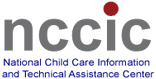 nccic
National Child Care Information
and Technical Assistance Center